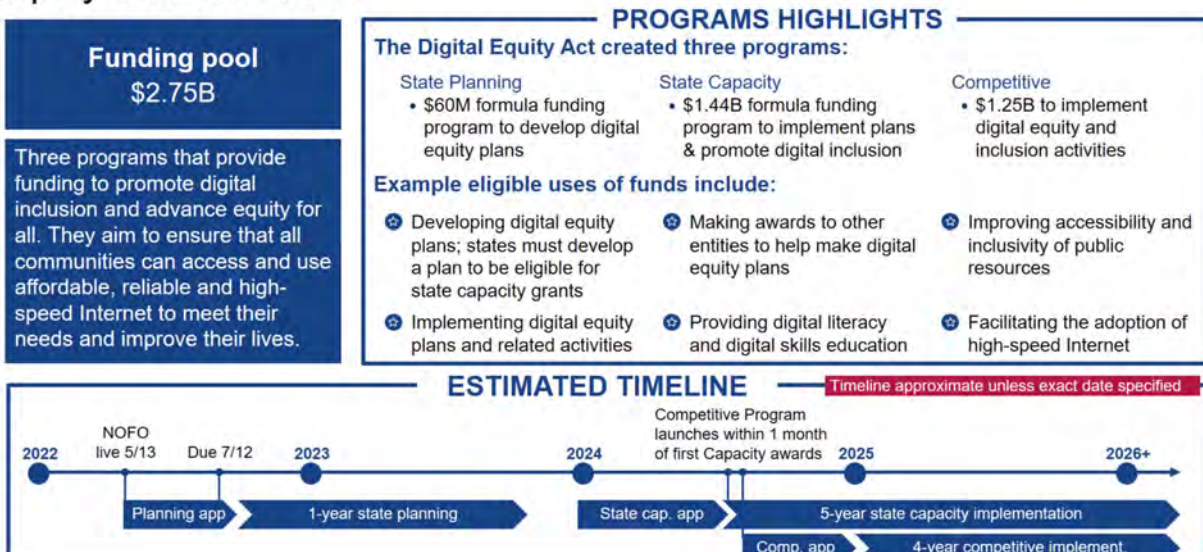 Funding pool
$2.75B
Three programs that provide
funding to promote digital
inclusion and advance equity for
all. They aim to ensure that all
communities can access and use
affordable, reliable and high-
speed Internet to meet their
needs and improve their lives.
PROGRAMS HIGHLIGHTS
The Digital Equity Act created three programs:
State Planning
• $60M formula funding
program to develop digital
equity plans
State Capacity
• $1.44B formula funding
program to implement plans
& promote digital inclusion
Competitive
• $1.25B to implement
digital equity and
inclusion activities
Example eligible uses of funds include:
Developing digital equity
plans; states must develop
a plan to be eligible for
state capacity grants
Making awards to other
entities to help make digital
equity plans
Improving accessibility and
inclusivity of public
resources
Implementing digital equity
plans and related activities
Providing digital literacy
and digital skills education
Facilitating the adoption of
high-speed Internet
ESTIMATED TIMELINE
Timeline approximate unless exact date specified
2022
NOFO
live 5/13
Due 7/12
2023
2024
Competitive Program
launches within 1 month
of first Capacity awards
2025
2026+
Planning app
1-year state planning
State cap. app
5-year state capacity implementation
Comp. app
4-year competitive implement